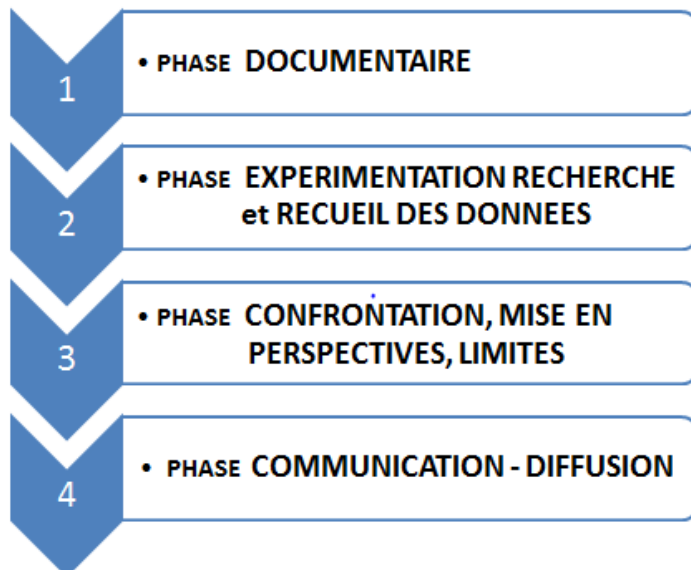 1
• PHASE DOCUMENTAIRE
2
• PHASE EXPERIMENTATION RECHERCHE
et RECUEIL DES DONNEES
3
• PHASE CONFRONTATION, MISE EN
PERSPECTIVES, LIMITES
4
• PHASE COMMUNICATION - DIFFUSION